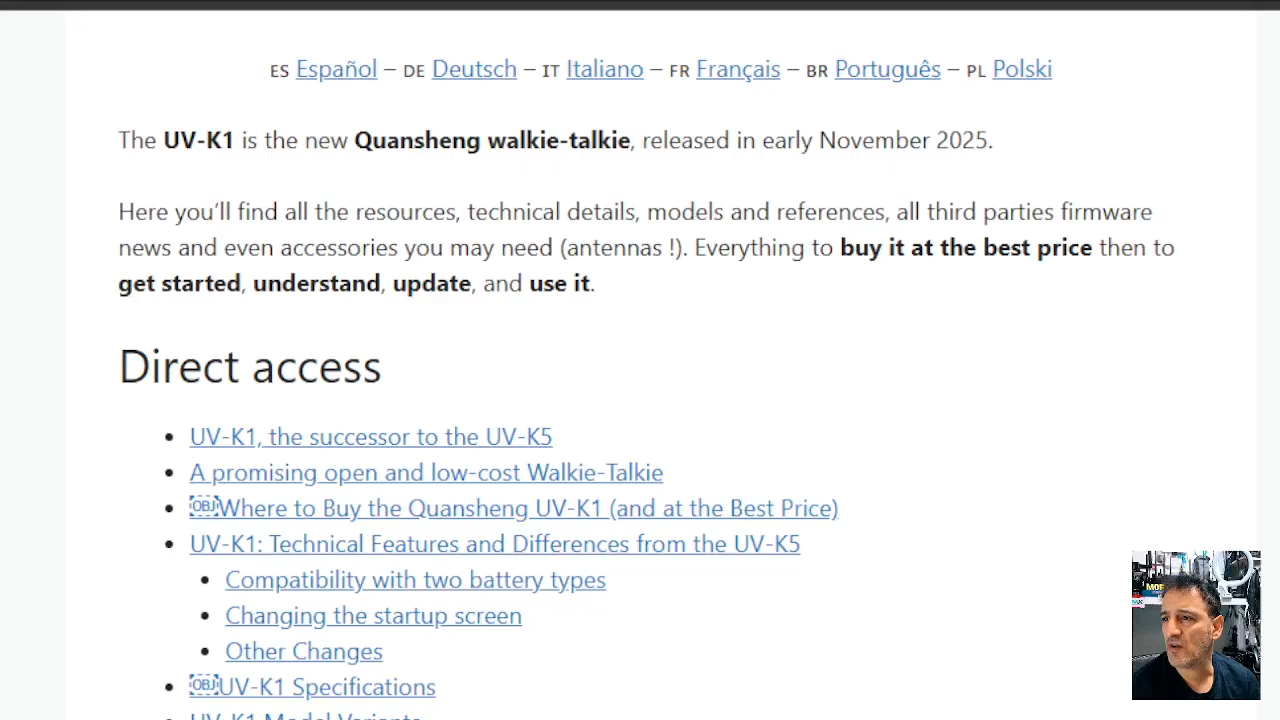 ES Español – DE Deutsch – IT Italiano – FR Français – BR Português – PL Polski
The UV-K1 is the new Quansheng walkie-talkie, released in early November 2025.
Here you’ll find all the resources, technical details, models and references, all third parties firmware
news and even accessories you may need (antennas !). Everything to buy it at the best price then to
get started, understand, update, and use it.
Direct access
UV-K1, the successor to the UV-K5
A promising open and low-cost Walkie-Talkie
OBJ Where to Buy the Quansheng UV-K1 (and at the Best Price)
UV-K1: Technical Features and Differences from the UV-K5
Compatibility with two battery types
Changing the startup screen
Other Changes
OBJ UV-K1 Specifications
UV-K1 Model Variants